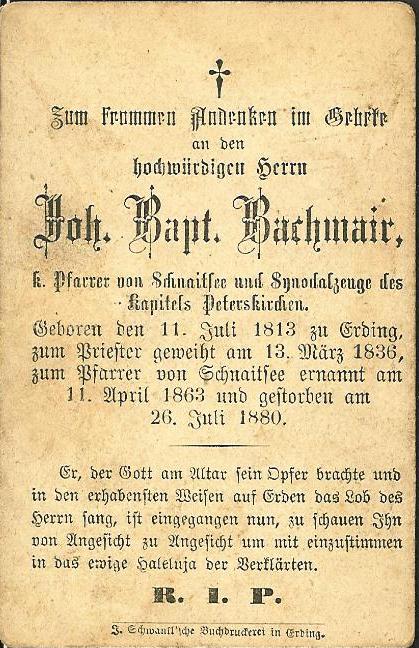 Zum Frommen Andenken im Gebete
an den
hochwürdigen Herrn
Joh. Bapt. Bachmair,
k. Pfarrer von Schnaitsee und Synodalzeuge des
Kapitels Peterskirchen.
Geboren den 11. Juli 1813 zu Erding,
zum Priester geweiht am 13. März 1836,
zum Pfarrer von Schnaitsee ernannt am
11. April 1863 und gestorben am
26. Juli 1880.
Er, der Gott am Altar sein Opfer brachte und
in den erhabensten Weisen auf Erden das Lob des
Herrn sang, ist eingegangen nun, zu schauen Ihn
von Angesicht zu Angesicht um mit einzustimmen
in das ewige Haleluja der Verklärten.
R. I. P.
J. Schwankl'sche Buchdruckerei in Erding.